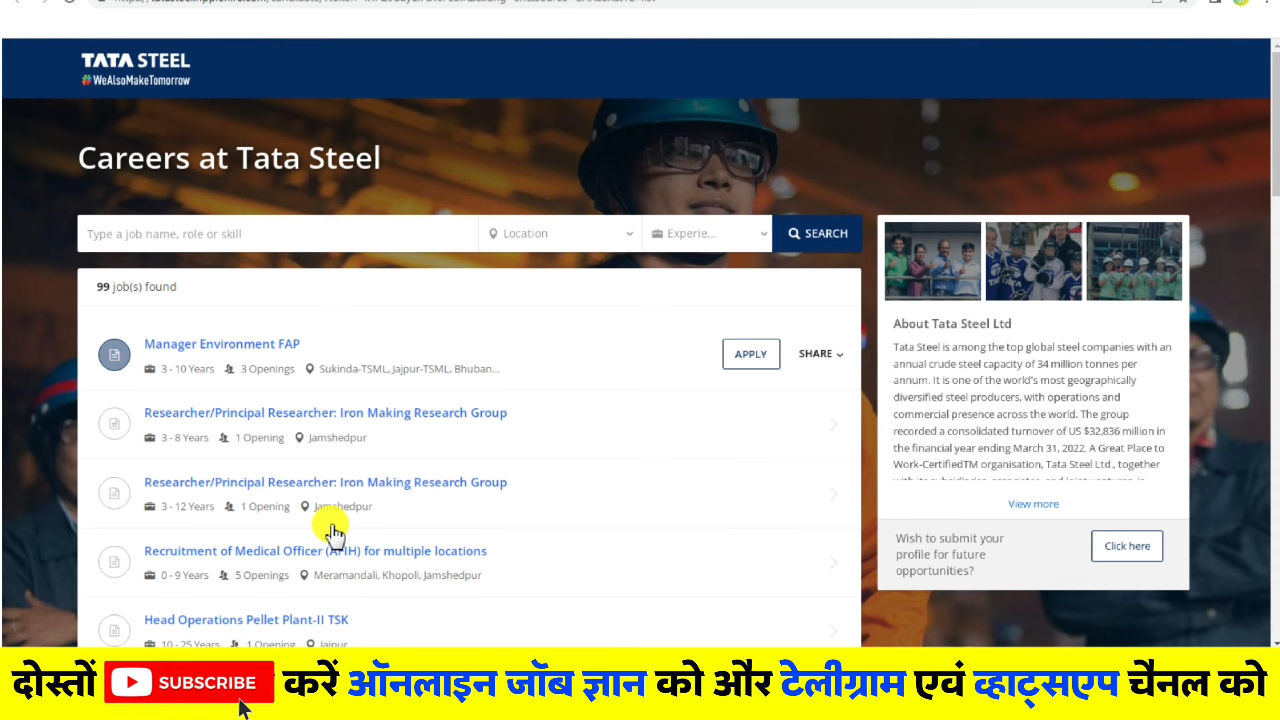 TATA STEEL
#WeAlsoMakeTomorrow
Careers at Tata Steel
Type a job name, role or skill
Location
Experie...
SEARCH
99 job(s) found
Manager Environment FAP
3 - 10 Years 3 Openings Sukinda-TSML, Jajpur-TSML, Bhuban...
APPLY
SHARE
Researcher/Principal Researcher: Iron Making Research Group
3 - 8 Years 1 Opening Jamshedpur
Researcher/Principal Researcher: Iron Making Research Group
3 - 12 Years 1 Opening Jamshedpur
Recruitment of Medical Officer (AFIH) for multiple locations
0 - 9 Years 5 Openings Meramandali, Khopoli, Jamshedpur
Head Operations Pellet Plant-II TSK
10 - 25 Years 1 Opening Jajpur
About Tata Steel Ltd
Tata Steel is among the top global steel companies with an
annual crude steel capacity of 34 million tonnes per
annum. It is one of the world's most geographically
diversified steel producers, with operations and
commercial presence across the world. The group
recorded a consolidated turnover of US $32,836 million in
the financial year ending March 31, 2022. A Great Place to
Work-CertifiedTM organisation, Tata Steel Ltd., together
View more
Wish to submit your
profile for future
opportunities?
Click here
दोस्तों SUBSCRIBE करें ऑनलाइन जॉब ज्ञान को और टेलीग्राम एवं व्हाट्सएप चैनल को